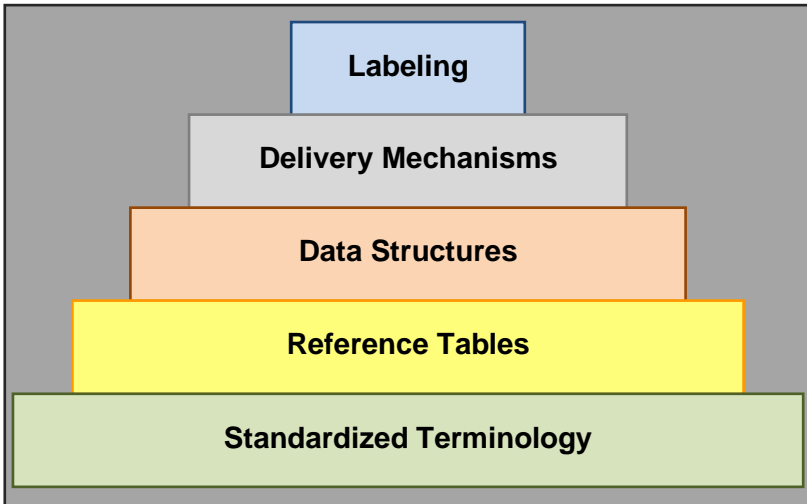 Labeling
Delivery Mechanisms
Data Structures
Reference Tables
Standardized Terminology